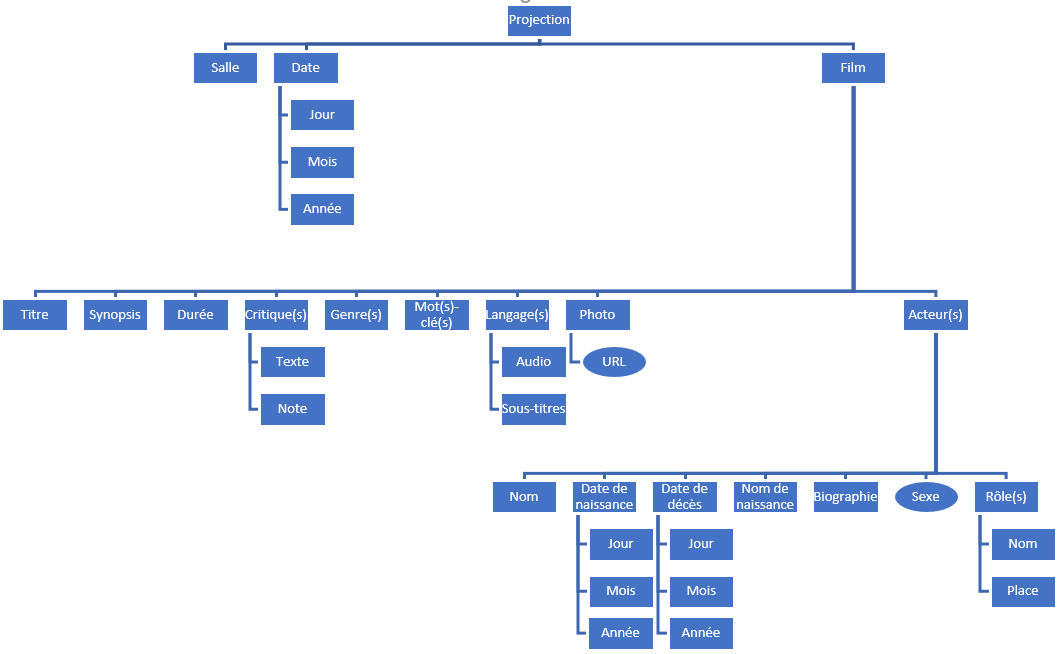 Projection
Salle
Date
Film
Jour
Mois
Année
Titre
Synopsis
Durée
Critique(s)
Genre(s)
Mot(s)-
clé(s)
Langage(s)
Photo
Acteur(s)
Texte
Audio
URL
Note
Sous-titres
Nom
Date de
naissance
Date de
décès
Nom de
naissance
Biographie
Sexe
Rôle(s)
Jour
Jour
Nom
Mois
Mois
Place
Année
Année